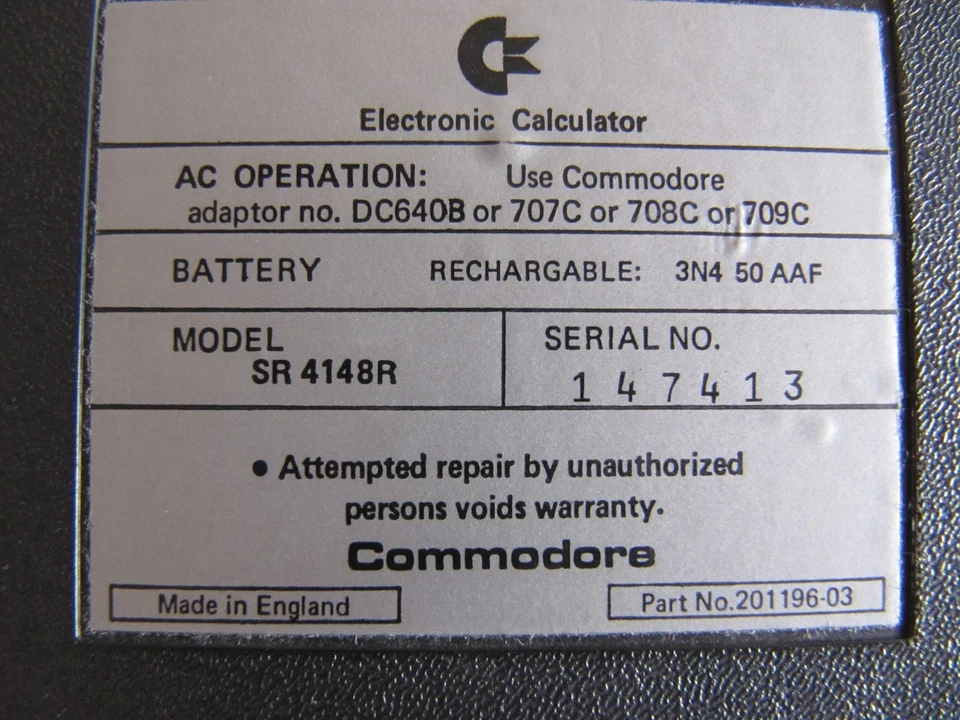 Electronic Calculator
AC OPERATION: Use Commodore
adaptor no. DC640B or 707C or 708C or 709C
BATTERY RECHARGABLE: 3N4 50 AAF
MODEL SERIAL NO.
SR 4148R 147413
• Attempted repair by unauthorized
persons voids warranty.
Commodore
Made in England Part No.201196-03